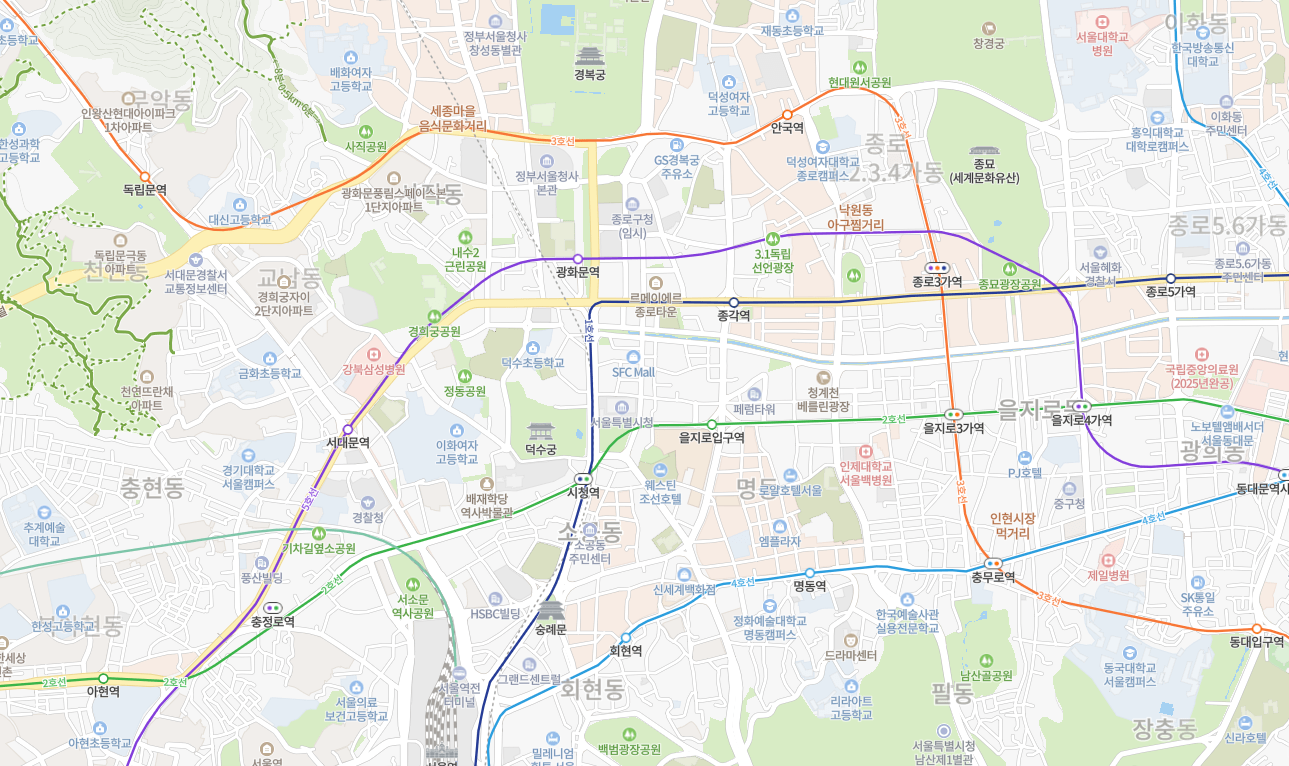 정부서울청사
창성동별관
재동초등학교
창경궁
서울대학교
병원
이화동
한국방송통신
대학교
초등학교
배화여자
고등학교
경복궁
현대원서공원
덕성여자
고등학교
인왕산현대아이파크
1차아파트
세종마을
음식문화거리
안국역
3호선
이화동
주민센터
홍익대학교
대학로캠퍼스
한성과학
고등학교
사직공원
3호선
GS경복궁
주유소
덕성여자대학교
종로캠퍼스
종로
1.2.3.4가동
종묘
(세계문화유산)
4호선
독립문역
정부서울청사
본관
광화문풍림스페이스본
1단지아파트
대신고등학교
종로구청
(임시)
낙원동
아구찜거리
종로5.6가동
독립문극동
아파트
내수2
근린공원
3.1독립
선언광장
서대문경찰서
교통정보센터
교남동
광화문역
종로3가역
종묘광장공원
서울혜화
경찰서
종로5.6가동
주민센터
종로5가역
경희궁자이
2단지아파트
르메이에르
종로타운
종각역
경희궁공원
1호선
강북삼성병원
금화초등학교
덕수초등학교
SFC Mall
국립중앙의료원
(2025년완공)
천연뜨란채
아파트
정동공원
페럼타워
청계천
베를린광장
서울특별시청
2호선
을지로3가역
을지로4가역
노보텔앰배서더
서울동대문
서대문역
이화여자
고등학교
덕수궁
을지로입구역
광희동
경기대학교
서울캠퍼스
인제대학교
서울백병원
PJ호텔
충현동
지청역
웨스틴
조선호텔
명동
로얄호텔서울
3호선
중구청
동대문역사
5호선
배재학당
역사박물관
경찰청
추계예술
대학교
소공동
주민센터
엠플라자
인현시장
먹거리
4호선
기차길옆소공원
풍산빌딩
2호선
신세계백화점
4호선
명동역
충무로역
제일병원
SK통일
주유소
서소문
역사공원
HSBC빌딩
숭례문
정화예술대학교
명동캠퍼스
한국영상사관
실용전문학교
3호선
충정로역
한성고등학교
회현역
드라마센터
동대입구역
동국대학교
서울캠퍼스
남산골공원
2호선
아현역
2호선
서울역전
터미널
그랜드센트럴
회현동
필동
서울의료
보건고등학교
리라아트
고등학교
장충동
아현초등학교
밀레니엄
백범광장공원
서울특별시청
남산제1별관
신라호텔